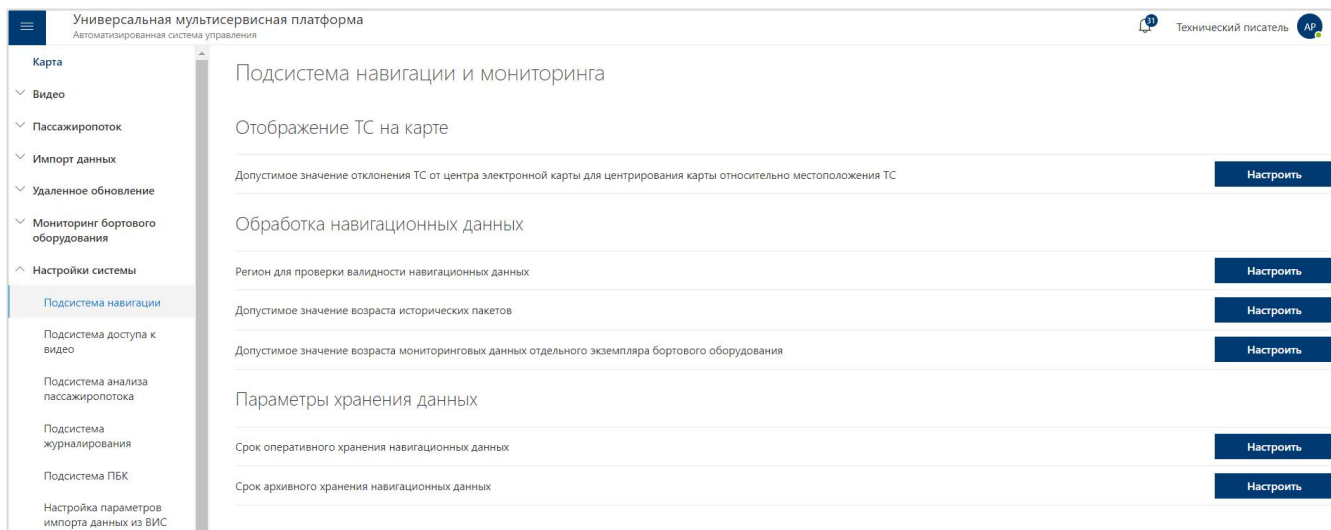 Универсальная мультисервисная платформа
Автоматизированная система управления
31
Технический писатель
AP
Карта
Видео
Пассажиропоток
Импорт данных
Удаленное обновление
Мониторинг бортового
оборудования
Настройки системы
Подсистема навигации
Подсистема доступа к
видео
Подсистема анализа
пассажиропотока
Подсистема
журналирования
Подсистема ПБК
Настройка параметров
импорта данных из ВИС
Подсистема навигации и мониторинга
Отображение ТС на карте
Допустимое значение отклонения ТС от центра электронной карты для центрирования карты относительно местоположения ТС
Настроить
Обработка навигационных данных
Регион для проверки валидности навигационных данных
Настроить
Допустимое значение возраста исторических пакетов
Настроить
Допустимое значение возраста мониторинговых данных отдельного экземпляра бортового оборудования
Настроить
Параметры хранения данных
Срок оперативного хранения навигационных данных
Настроить
Срок архивного хранения навигационных данных
Настроить